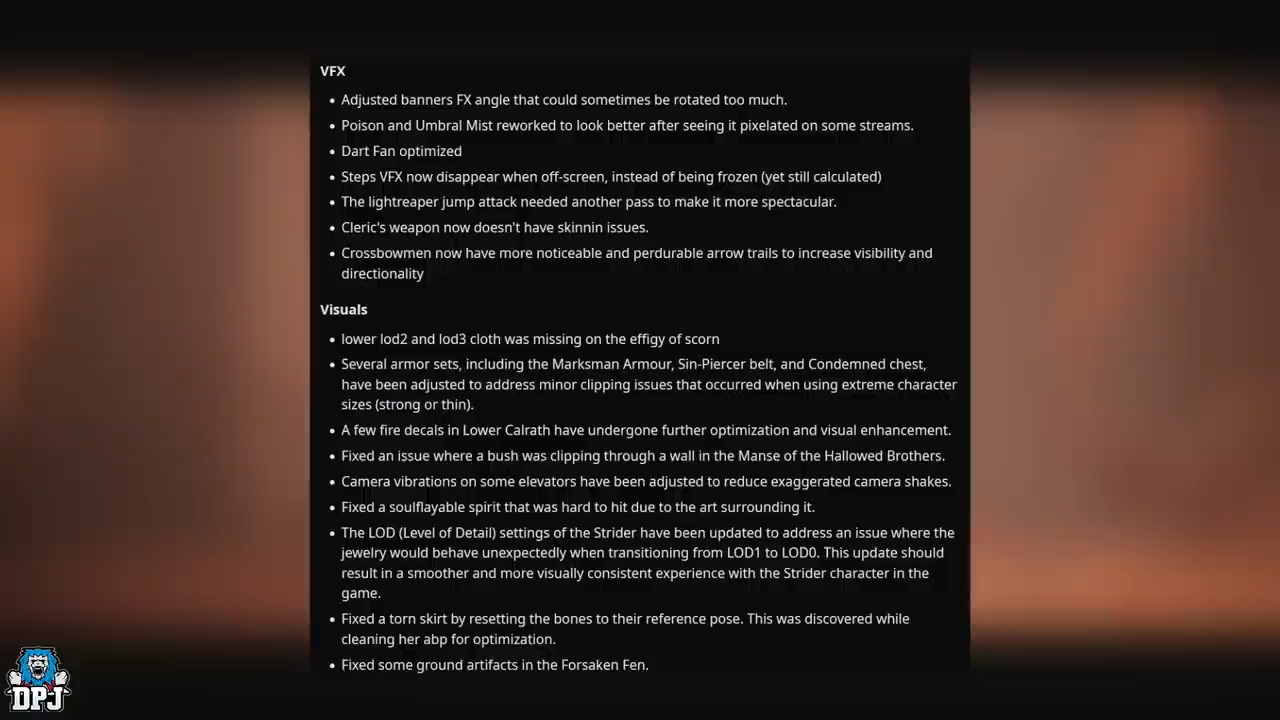 VFX
• Adjusted banners FX angle that could sometimes be rotated too much.
• Poison and Umbral Mist reworked to look better after seeing it pixelated on some streams.
• Dart Fan optimized
• Steps VFX now disappear when off-screen, instead of being frozen (yet still calculated)
• The lightreaper jump attack needed another pass to make it more spectacular.
• Cleric's weapon now doesn't have skinnin issues.
• Crossbowmen now have more noticeable and perdurable arrow trails to increase visibility and
directionality
Visuals
• lower lod2 and lod3 cloth was missing on the effigy of scorn
• Several armor sets, including the Marksman Armour, Sin-Piercer belt, and Condemned chest,
have been adjusted to address minor clipping issues that occurred when using extreme character
sizes (strong or thin).
• A few fire decals in Lower Calrath have undergone further optimization and visual enhancement.
• Fixed an issue where a bush was clipping through a wall in the Manse of the Hallowed Brothers.
• Camera vibrations on some elevators have been adjusted to reduce exaggerated camera shakes.
• Fixed a soulflayable spirit that was hard to hit due to the art surrounding it.
• The LOD (Level of Detail) settings of the Strider have been updated to address an issue where the
jewelry would behave unexpectedly when transitioning from LOD1 to LOD0. This update should
result in a smoother and more visually consistent experience with the Strider character in the
game.
• Fixed a torn skirt by resetting the bones to their reference pose. This was discovered while
cleaning her abp for optimization.
• Fixed some ground artifacts in the Forsaken Fen.
DPJ